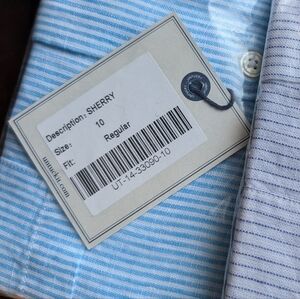 Description: SHERRY
Size: 10
Fit: Regular
UT-14-33090-10
untuckit.com